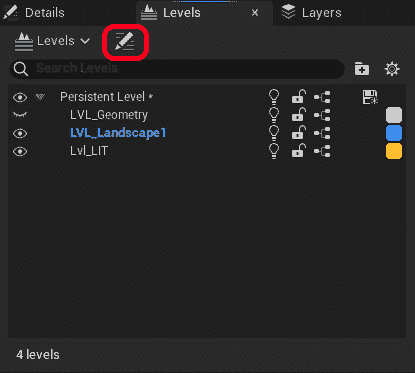 Details Levels × Layers
Levels
Search Levels
Persistent Level *
LVL_Geometry
LVL_Landscape1
Lvl_LIT
4 levels